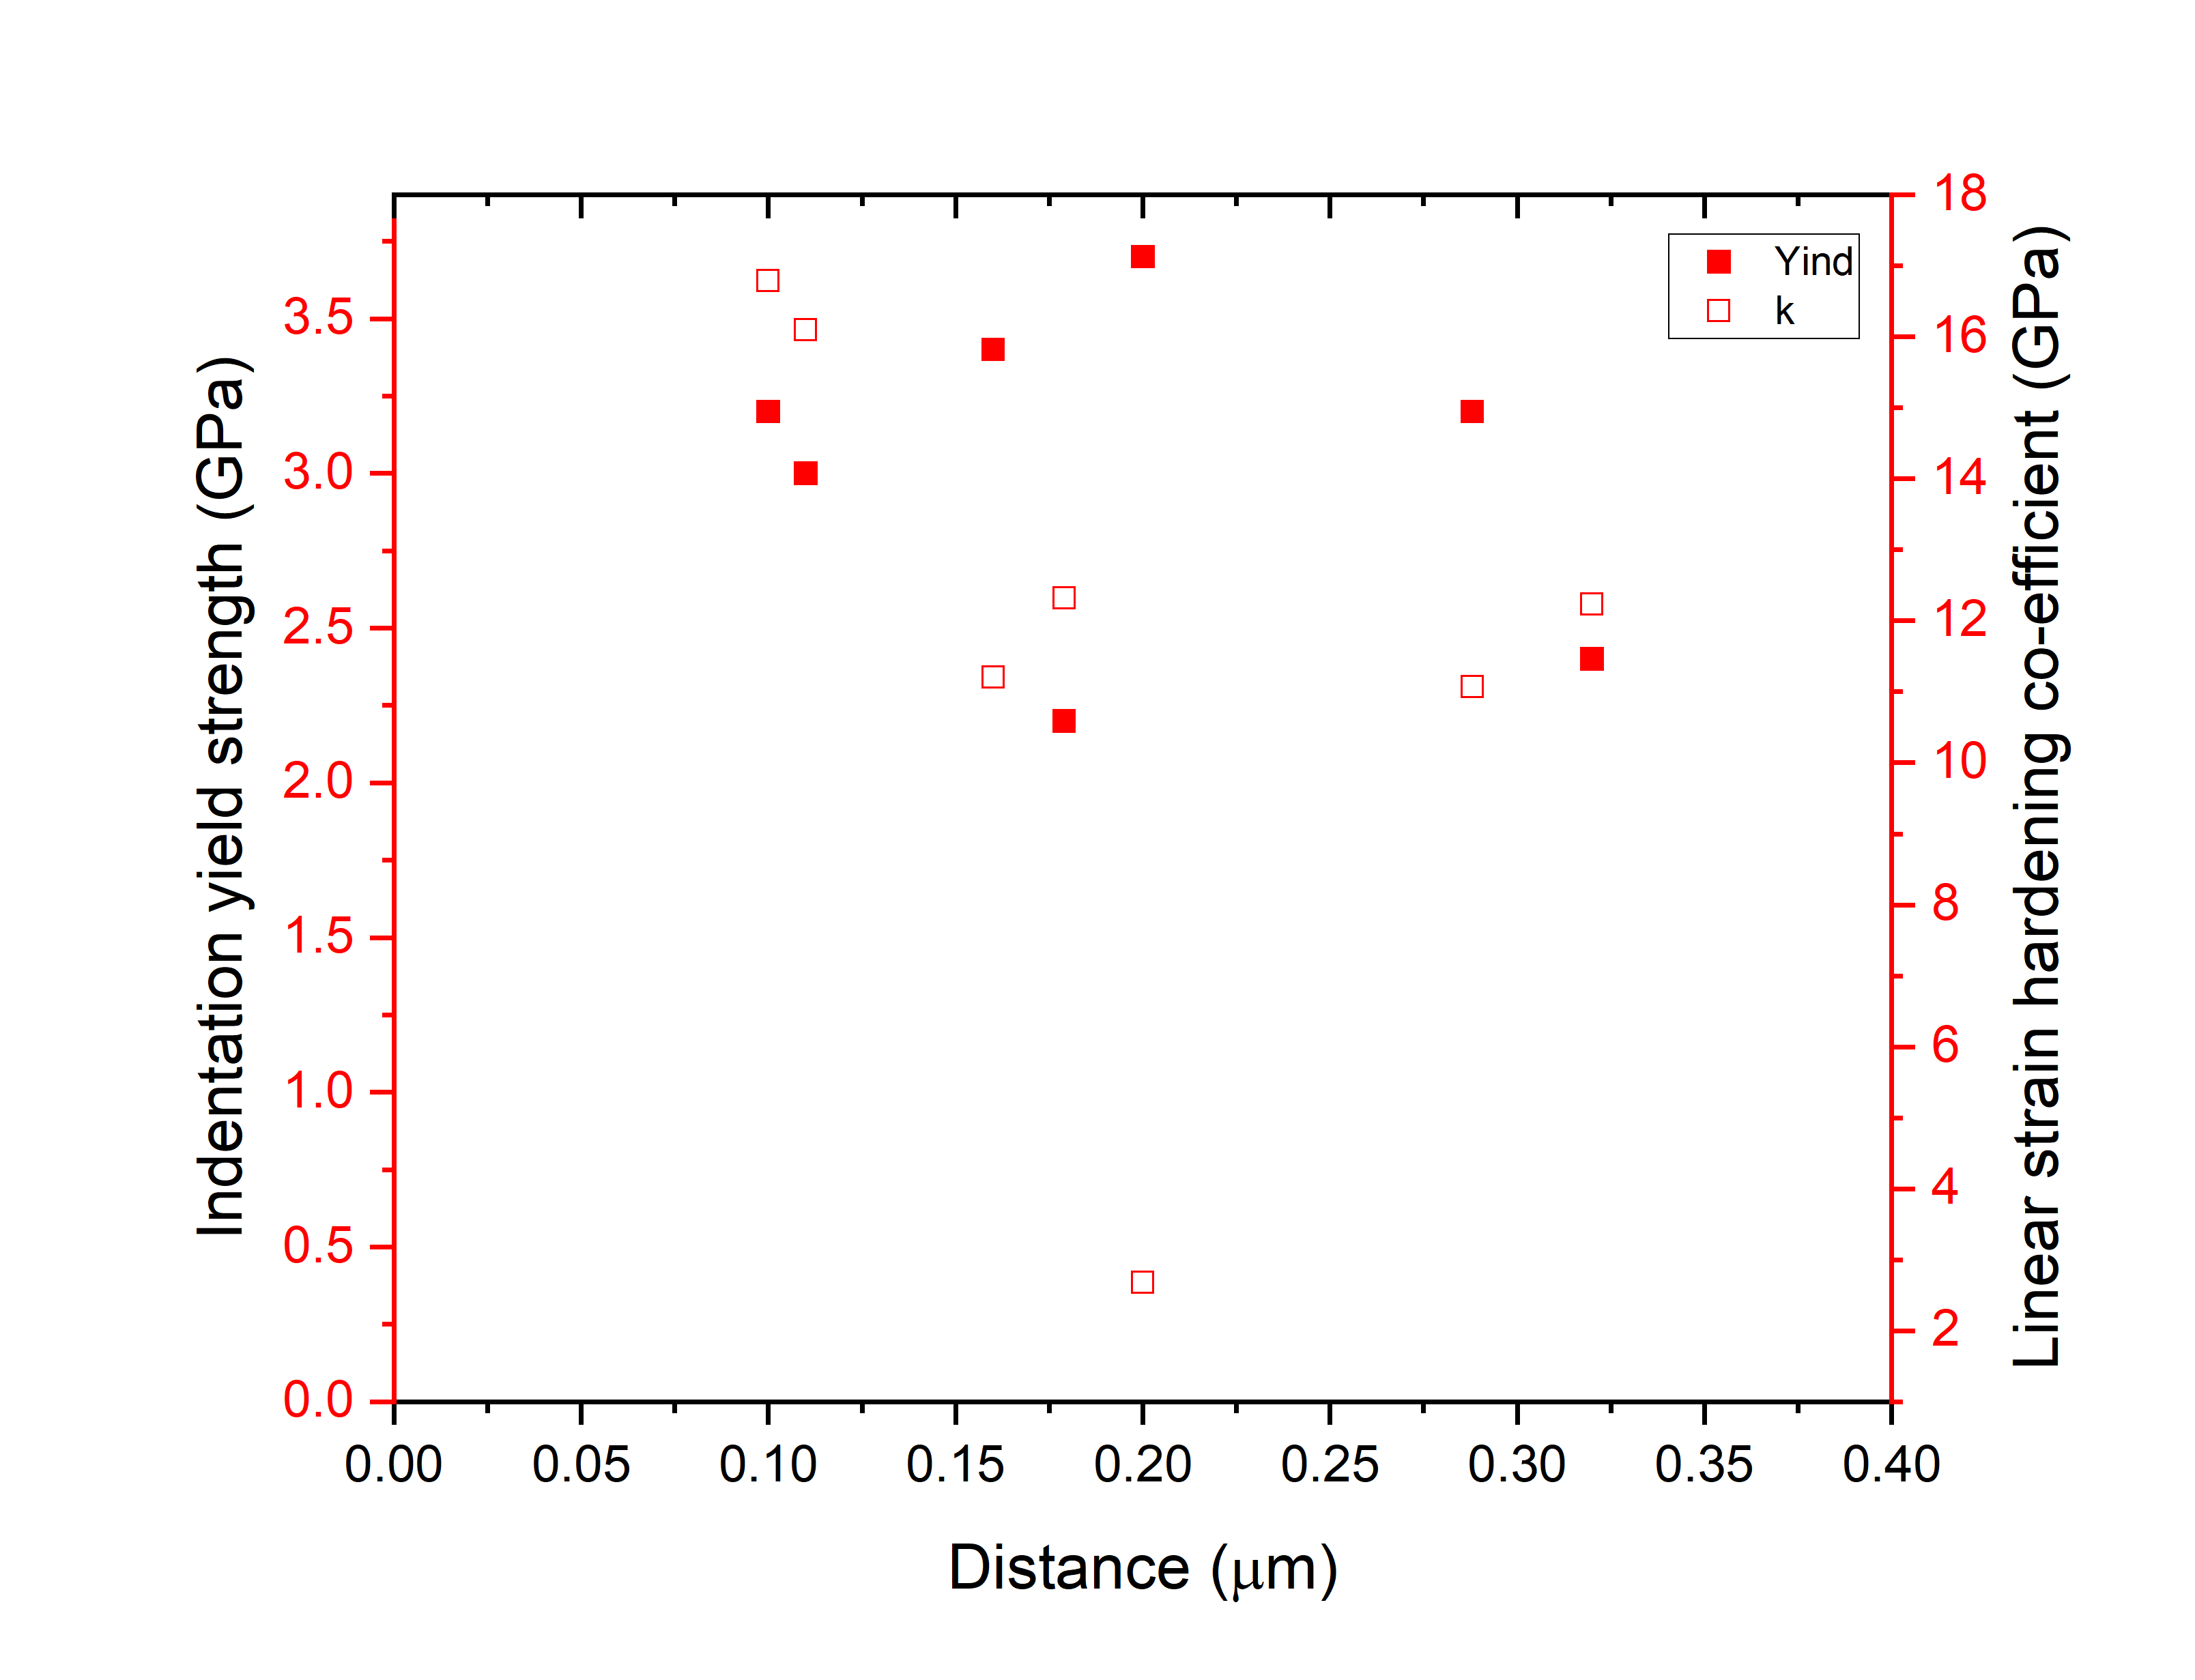 Indentation yield strength (GPa)
3.5
3.0
2.5
2.0
1.5
1.0
0.5
0.0
Yind
k
18
16
14
12
10
8
6
4
2
Linear strain hardening co-efficient (GPa)
0.00 0.05 0.10 0.15 0.20 0.25 0.30 0.35 0.40
Distance (μm)